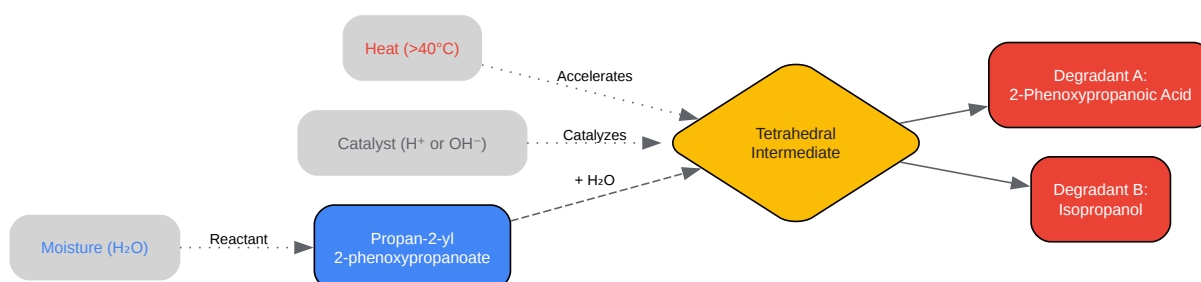 Heat (>40°C)
Accelerates
Catalyst (H⁺ or OH⁻)
Catalyzes
+ H₂O
Moisture (H₂O)
Reactant
Propan-2-yl
2-phenoxypropanoate
Tetrahedral
Intermediate
Degradant A:
2-Phenoxypropanoic Acid
Degradant B:
Isopropanol